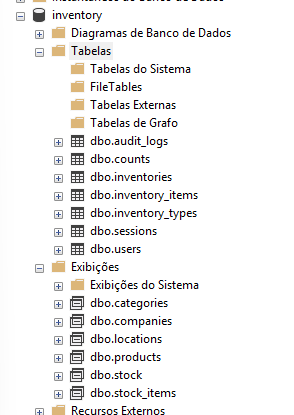 inventory
Diagramas de Banco de Dados
Tabelas
Tabelas do Sistema
FileTables
Tabelas Externas
Tabelas de Grafo
dbo.audit_logs
dbo.counts
dbo.inventories
dbo.inventory_items
dbo.inventory_types
dbo.sessions
dbo.users
Exibições
Exibições do Sistema
dbo.categories
dbo.companies
dbo.locations
dbo.products
dbo.stock
dbo.stock_items
Recursos Externos